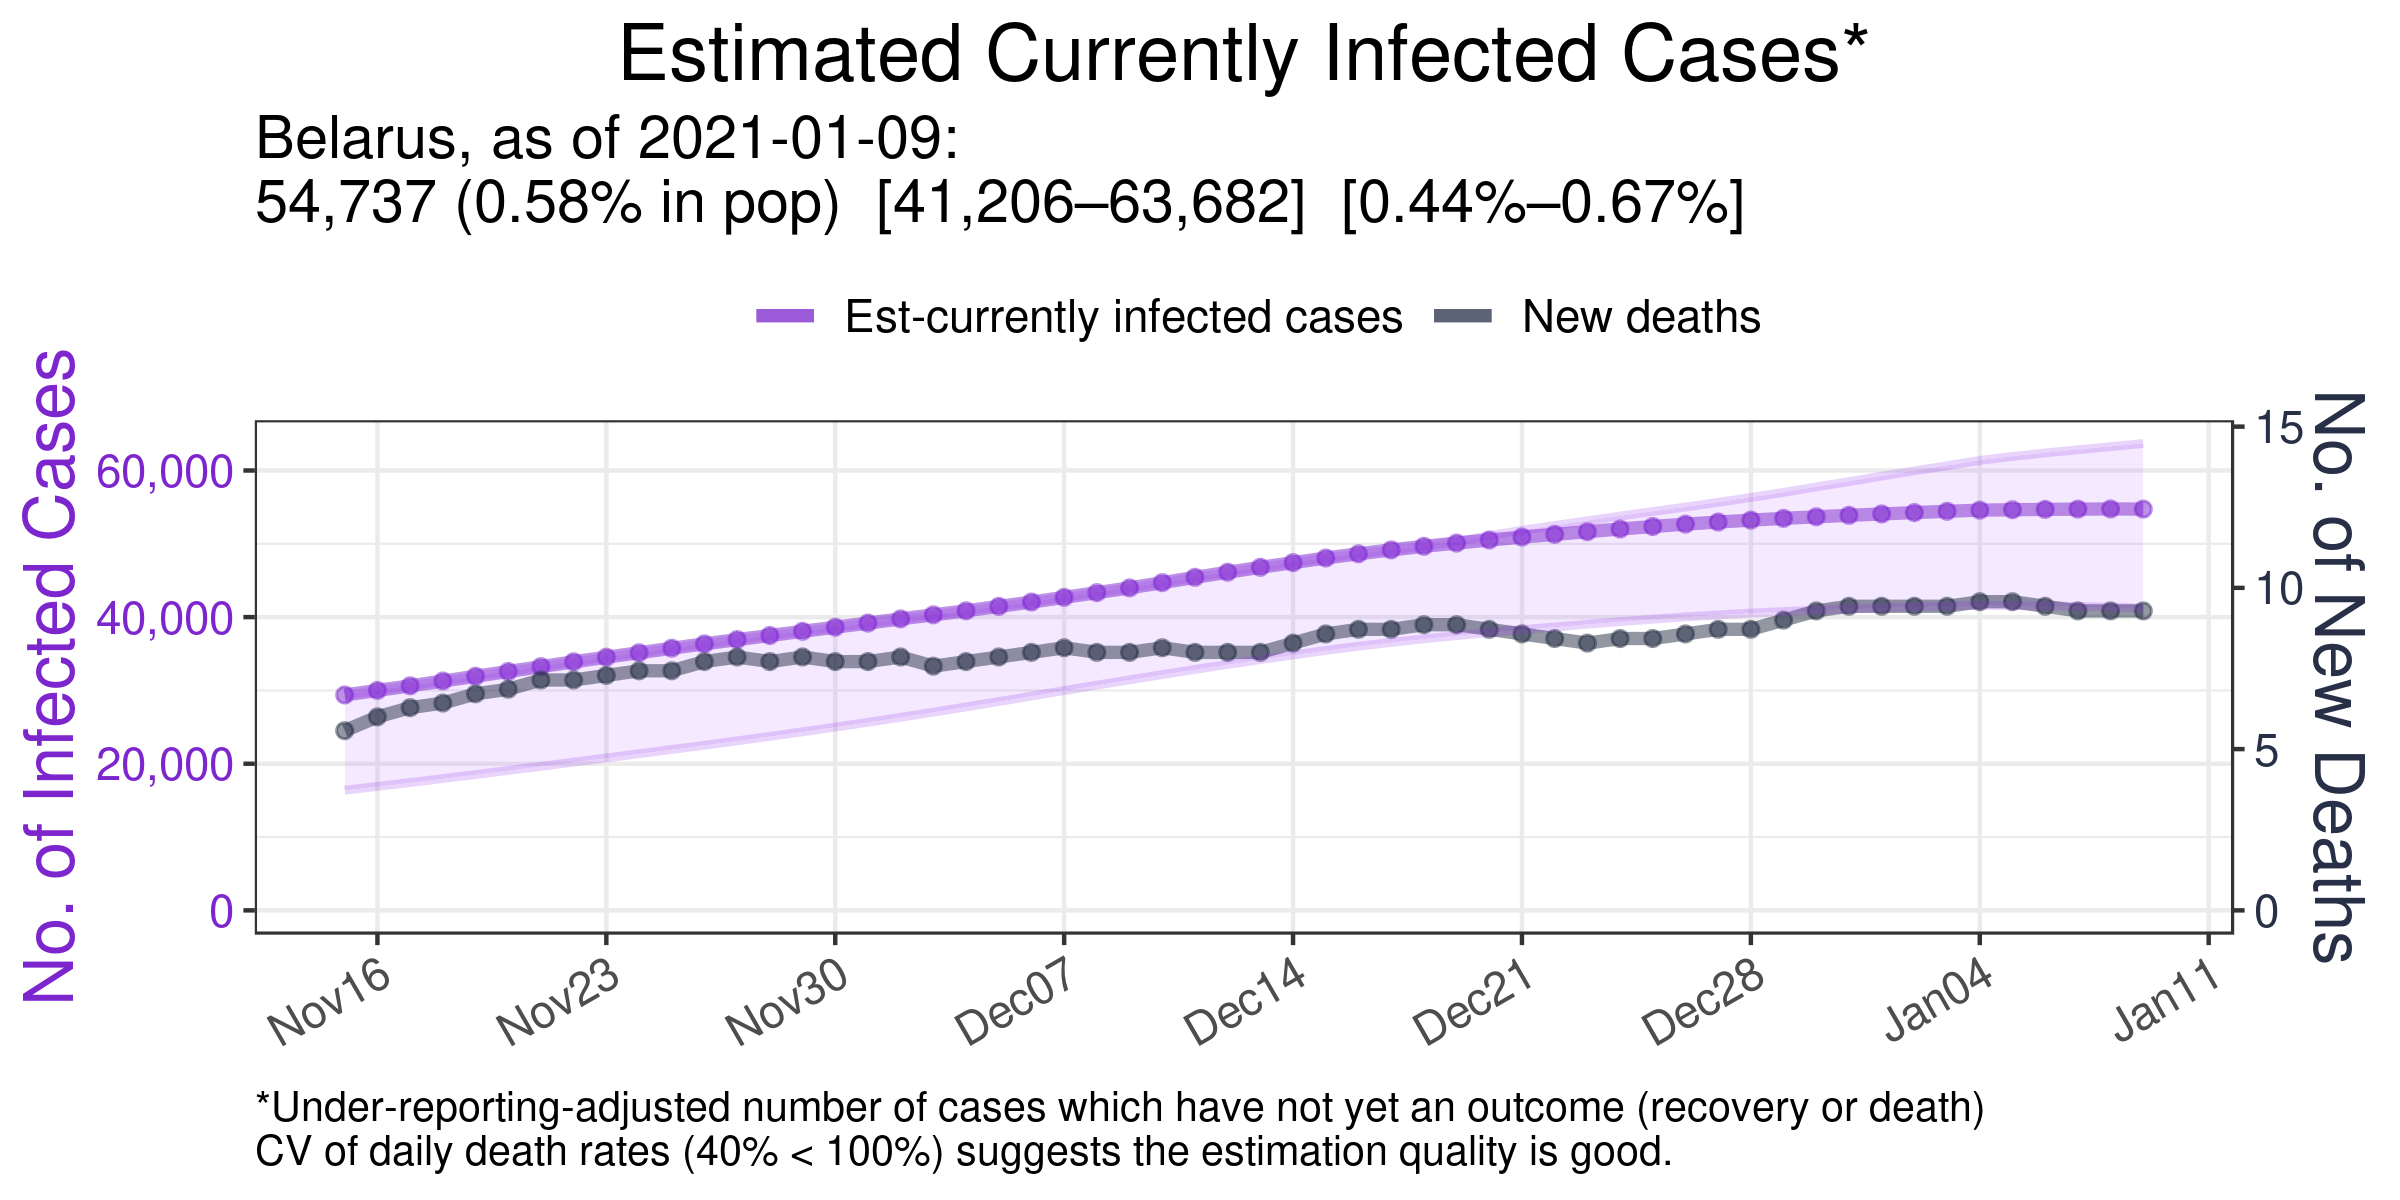 Estimated Currently Infected Cases*
Belarus, as of 2021-01-09:
54,737 (0.58% in pop) [41,206–63,682] [0.44%–0.67%]
Est-currently infected cases
New deaths
No. of Infected Cases
60,000
40,000
20,000
0
15
10
5
0
No. of New Deaths
Nov16
Nov23
Nov30
Dec07
Dec14
Dec21
Dec28
Jan04
Jan11
*Under-reporting-adjusted number of cases which have not yet an outcome (recovery or death)
CV of daily death rates (40% < 100%) suggests the estimation quality is good.